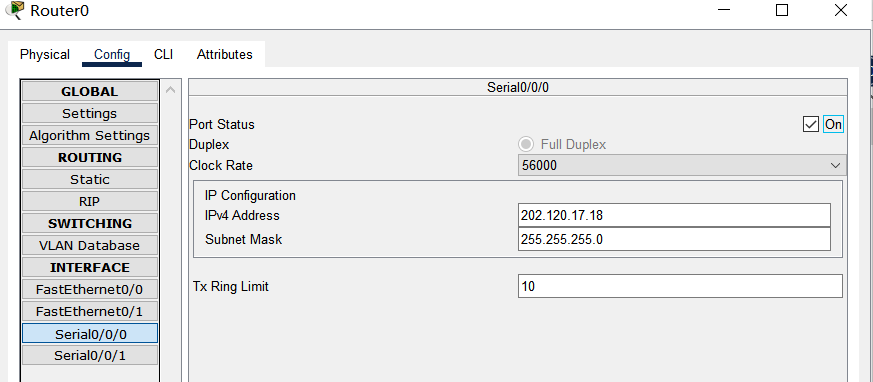 Router0
Physical Config CLI Attributes
GLOBAL
Settings
Algorithm Settings
ROUTING
Static
RIP
SWITCHING
VLAN Database
INTERFACE
FastEthernet0/0
FastEthernet0/1
Serial0/0/0
Serial0/0/1
Serial0/0/0
Port Status On
Duplex Full Duplex
Clock Rate 56000
IP Configuration
IPv4 Address 202.120.17.18
Subnet Mask 255.255.255.0
Tx Ring Limit 10